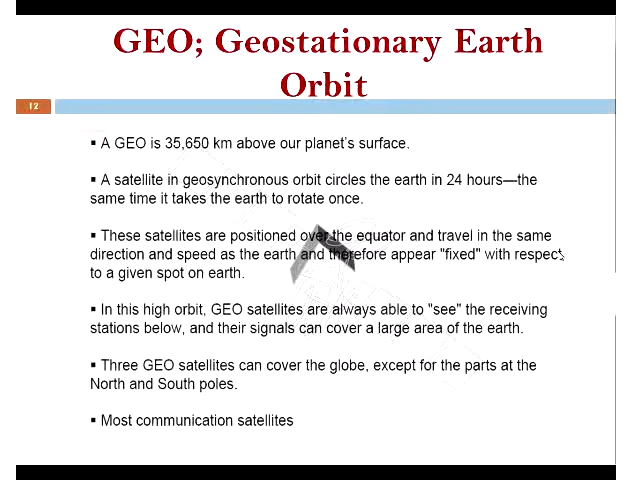 GEO; Geostationary Earth
Orbit
12
▪ A GEO is 35,650 km above our planet's surface.
▪ A satellite in geosynchronous orbit circles the earth in 24 hours—the
same time it takes the earth to rotate once.
▪ These satellites are positioned over the equator and travel in the same
direction and speed as the earth and therefore appear "fixed" with respect
to a given spot on earth.
▪ In this high orbit, GEO satellites are always able to "see" the receiving
stations below, and their signals can cover a large area of the earth.
▪ Three GEO satellites can cover the globe, except for the parts at the
North and South poles.
▪ Most communication satellites